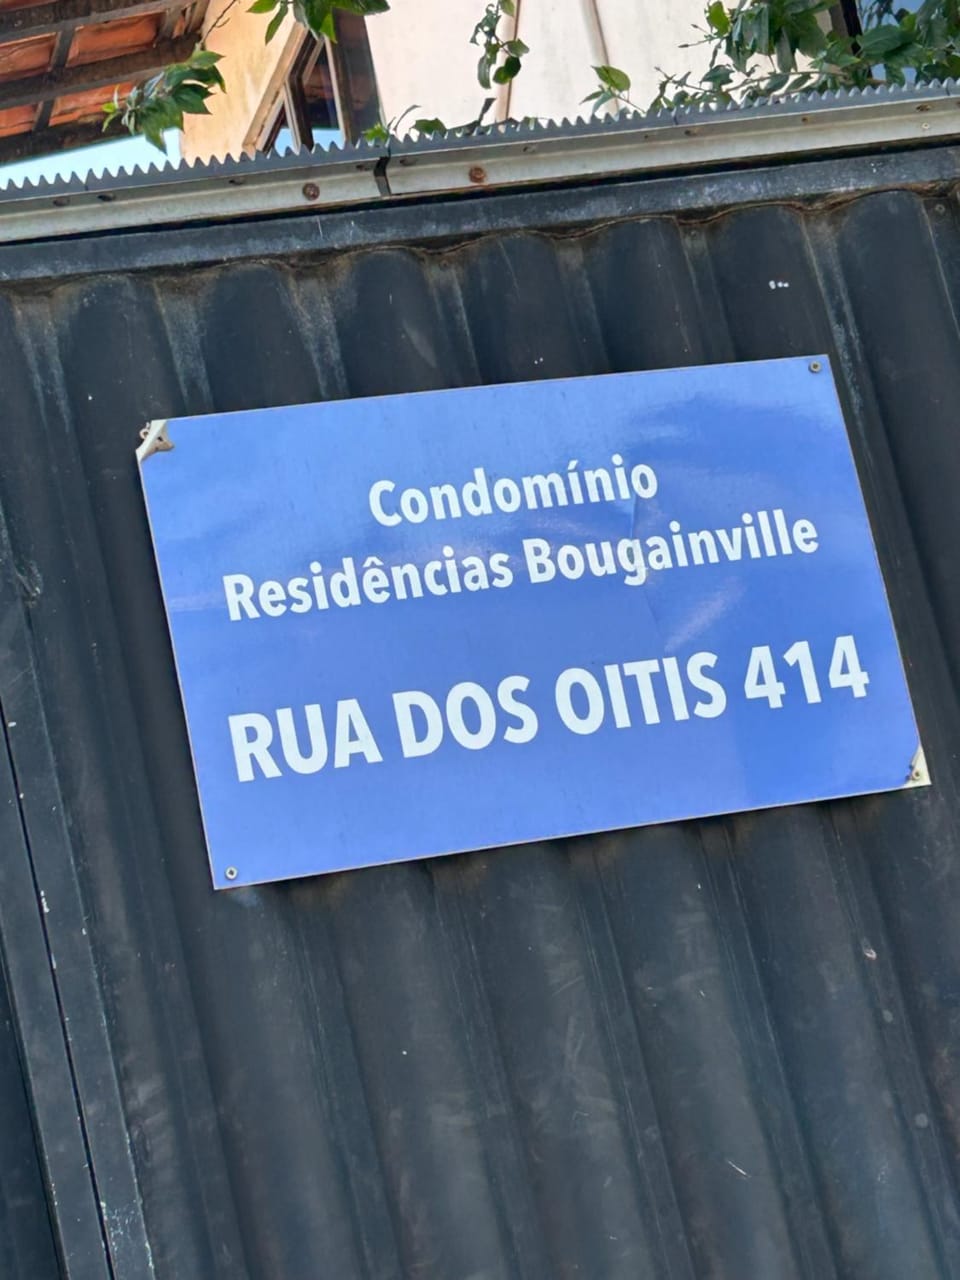 Condomínio
Residências Bougainville
RUA DOS OITIS 414